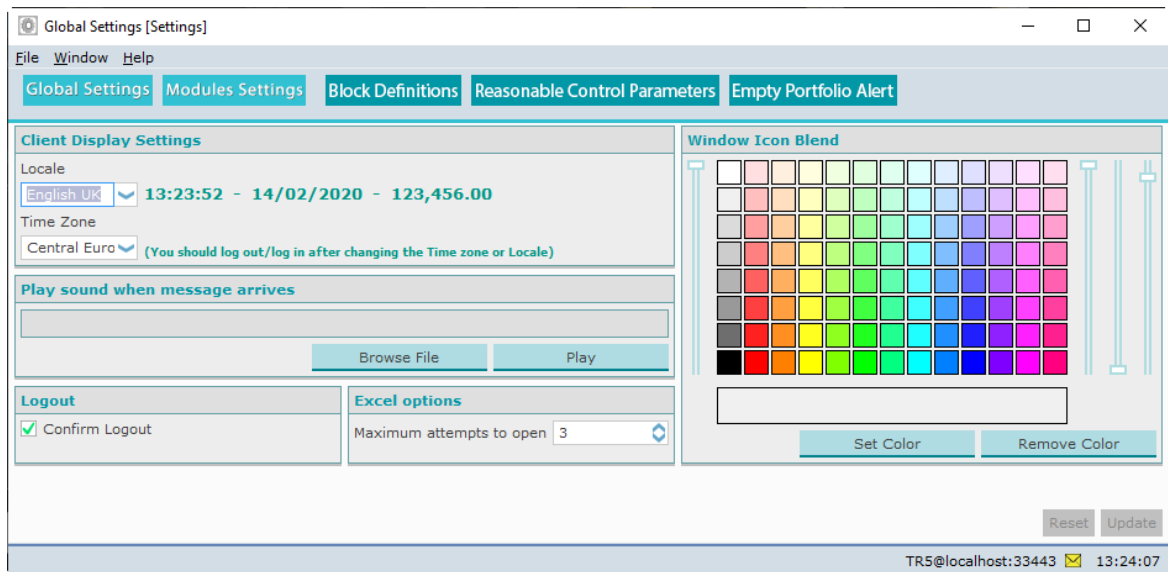 Global Settings [Settings]
File Window Help
Global Settings Modules Settings Block Definitions Reasonable Control Parameters Empty Portfolio Alert
Client Display Settings
Locale
English UK 13:23:52 - 14/02/2020 - 123,456.00
Time Zone
Central Euro (You should log out/log in after changing the Time zone or Locale)
Play sound when message arrives
Browse File Play
Logout
Confirm Logout
Excel options
Maximum attempts to open 3
Window Icon Blend
Set Color Remove Color
Reset Update
TR5@localhost:33443 13:24:07